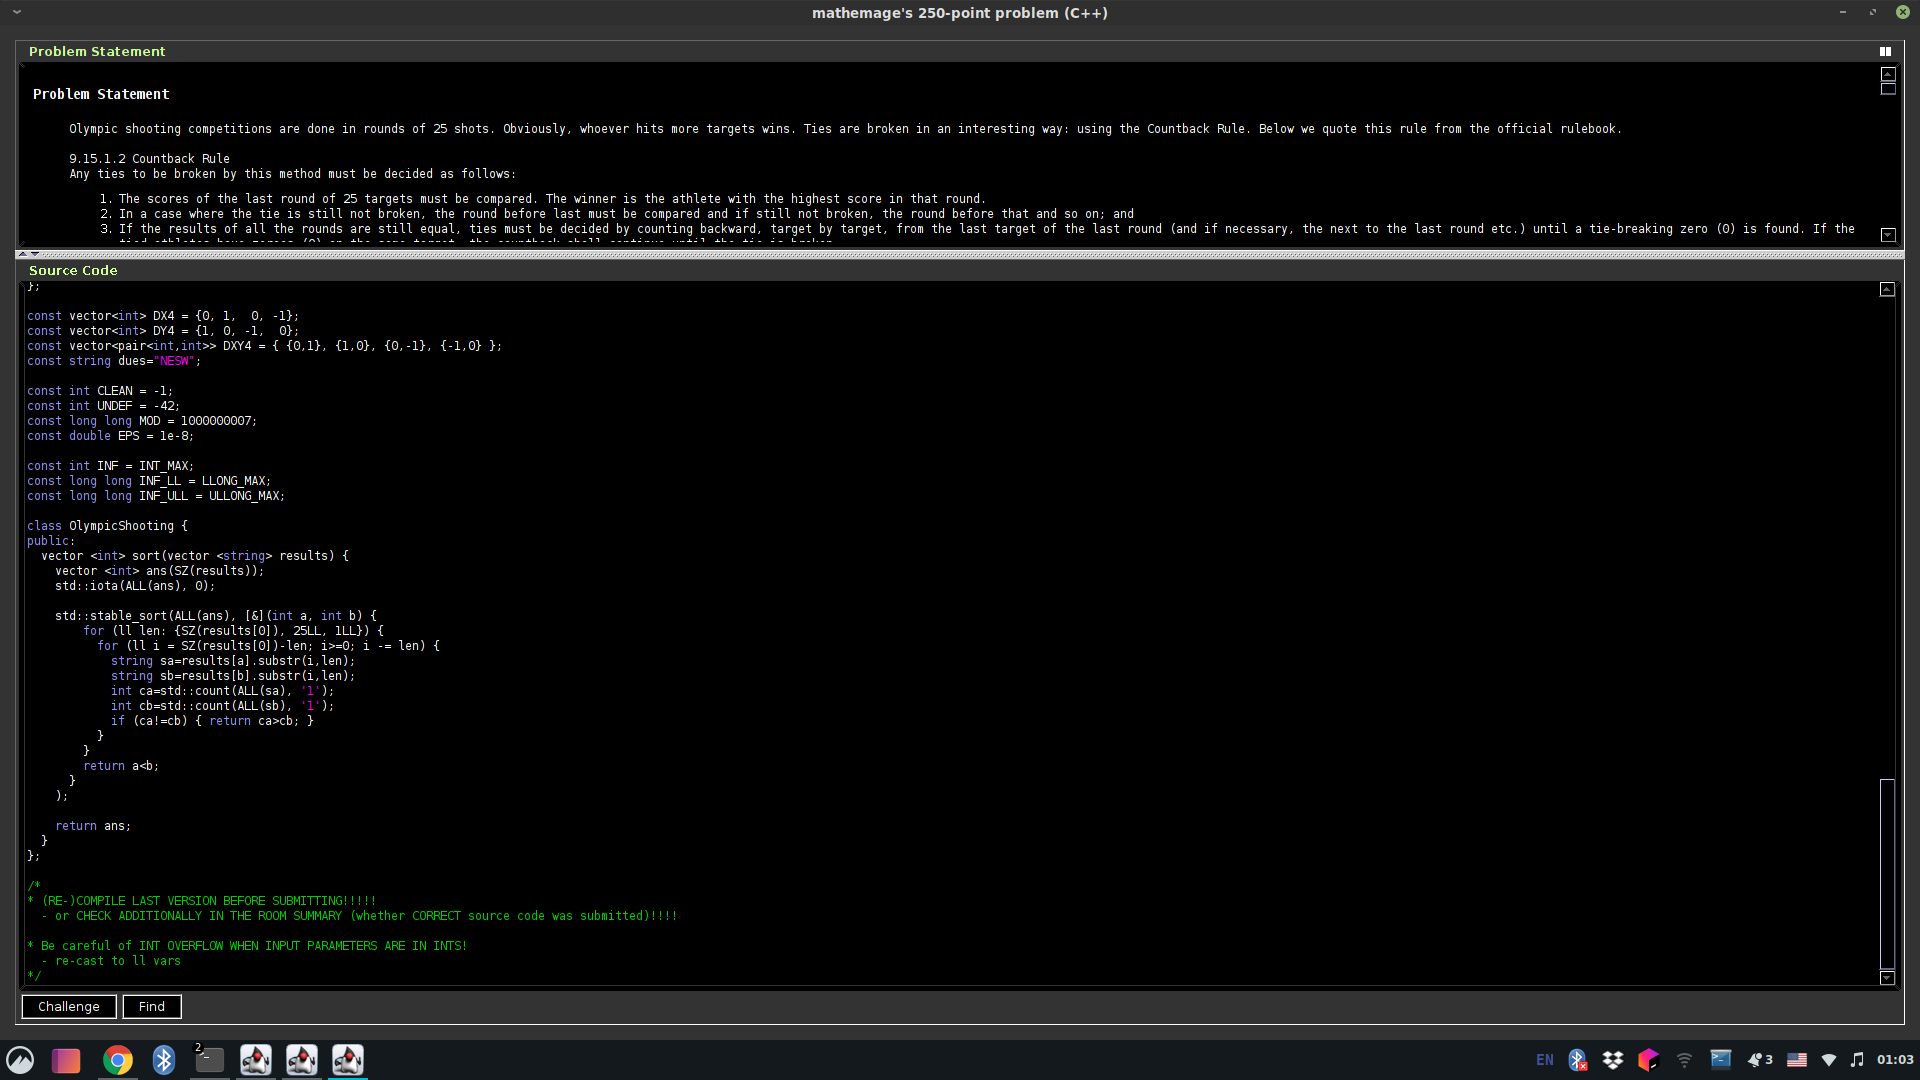 mathemage's 250-point problem (C++)
Problem Statement
Problem Statement
Olympic shooting competitions are done in rounds of 25 shots. Obviously, whoever hits more targets wins. Ties are broken in an interesting way: using the Countback Rule. Below we quote this rule from the official rulebook.
9.15.1.2 Countback Rule
Any ties to be broken by this method must be decided as follows:
1. The scores of the last round of 25 targets must be compared. The winner is the athlete with the highest score in that round.
2. In a case where the tie is still not broken, the round before last must be compared and if still not broken, the round before that and so on; and
3. If the results of all the rounds are still equal, ties must be decided by counting backward, target by target, from the last target of the last round (and if necessary, the next to the last round etc.) until a tie-breaking zero (0) is found. If the
tied athletes have zeroes (0) on the same target, the countback shall continue until the tie is broken.
Source Code
};
const vector<int> DX4 = {0, 1,  0, -1};
const vector<int> DY4 = {1, 0, -1,  0};
const vector<pair<int,int>> DXY4 = { {0,1}, {1,0}, {0,-1}, {-1,0} };
const string dues="NESW";
const int CLEAN = -1;
const int UNDEF = -42;
const long long MOD = 1000000007;
const double EPS = 1e-8;
const int INF = INT_MAX;
const long long INF_LL = LLONG_MAX;
const long long INF_ULL = ULLONG_MAX;
class OlympicShooting {
public:
vector <int> sort(vector <string> results) {
vector <int> ans(SZ(results));
std::iota(ALL(ans), 0);
std::stable_sort(ALL(ans), [&](int a, int b) {
for (ll len: {SZ(results[0]), 25LL, 1LL}) {
for (ll i = SZ(results[0])-len; i>=0; i -= len) {
string sa=results[a].substr(i,len);
string sb=results[b].substr(i,len);
int ca=std::count(ALL(sa), '1');
int cb=std::count(ALL(sb), '1');
if (ca!=cb) { return ca>cb; }
}
}
return a<b;
}
);
return ans;
}
};
/*
* (RE-)COMPILE LAST VERSION BEFORE SUBMITTING!!!!!
- or CHECK ADDITIONALLY IN THE ROOM SUMMARY (whether CORRECT source code was submitted)!!!!
* Be careful of INT OVERFLOW WHEN INPUT PARAMETERS ARE IN INTS!
- re-cast to ll vars
*/
Challenge Find
2 EN 3 01:03